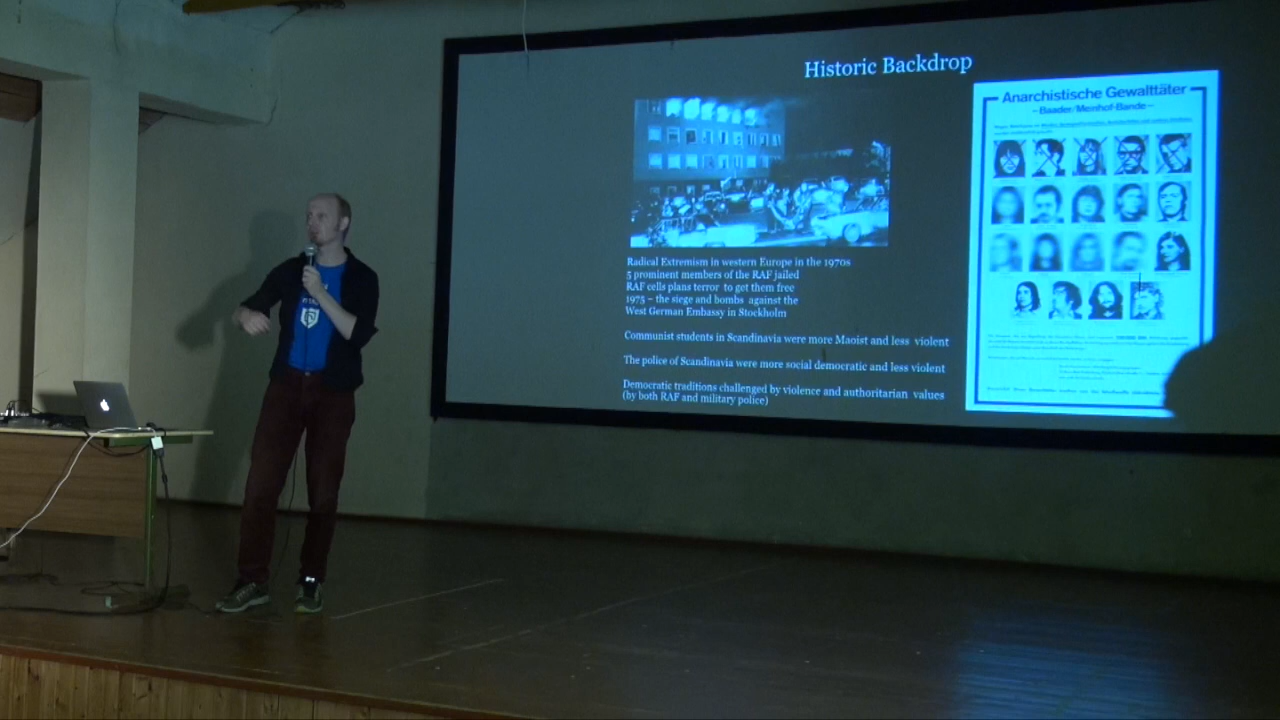 Historic Backdrop
Anarchistische Gewalttäter
– Baader/Meinhof-Bande –
Radical Extremism in western Europe in the 1970s
5 prominent members of the RAF jailed
RAF cells plans terror to get them free
1975 – the siege and bombs against the
West German Embassy in Stockholm
Communist students in Scandinavia were more Maoist and less violent
The police of Scandinavia were more social democratic and less violent
Democratic traditions challenged by violence and authoritarian values
(by both RAF and military police)